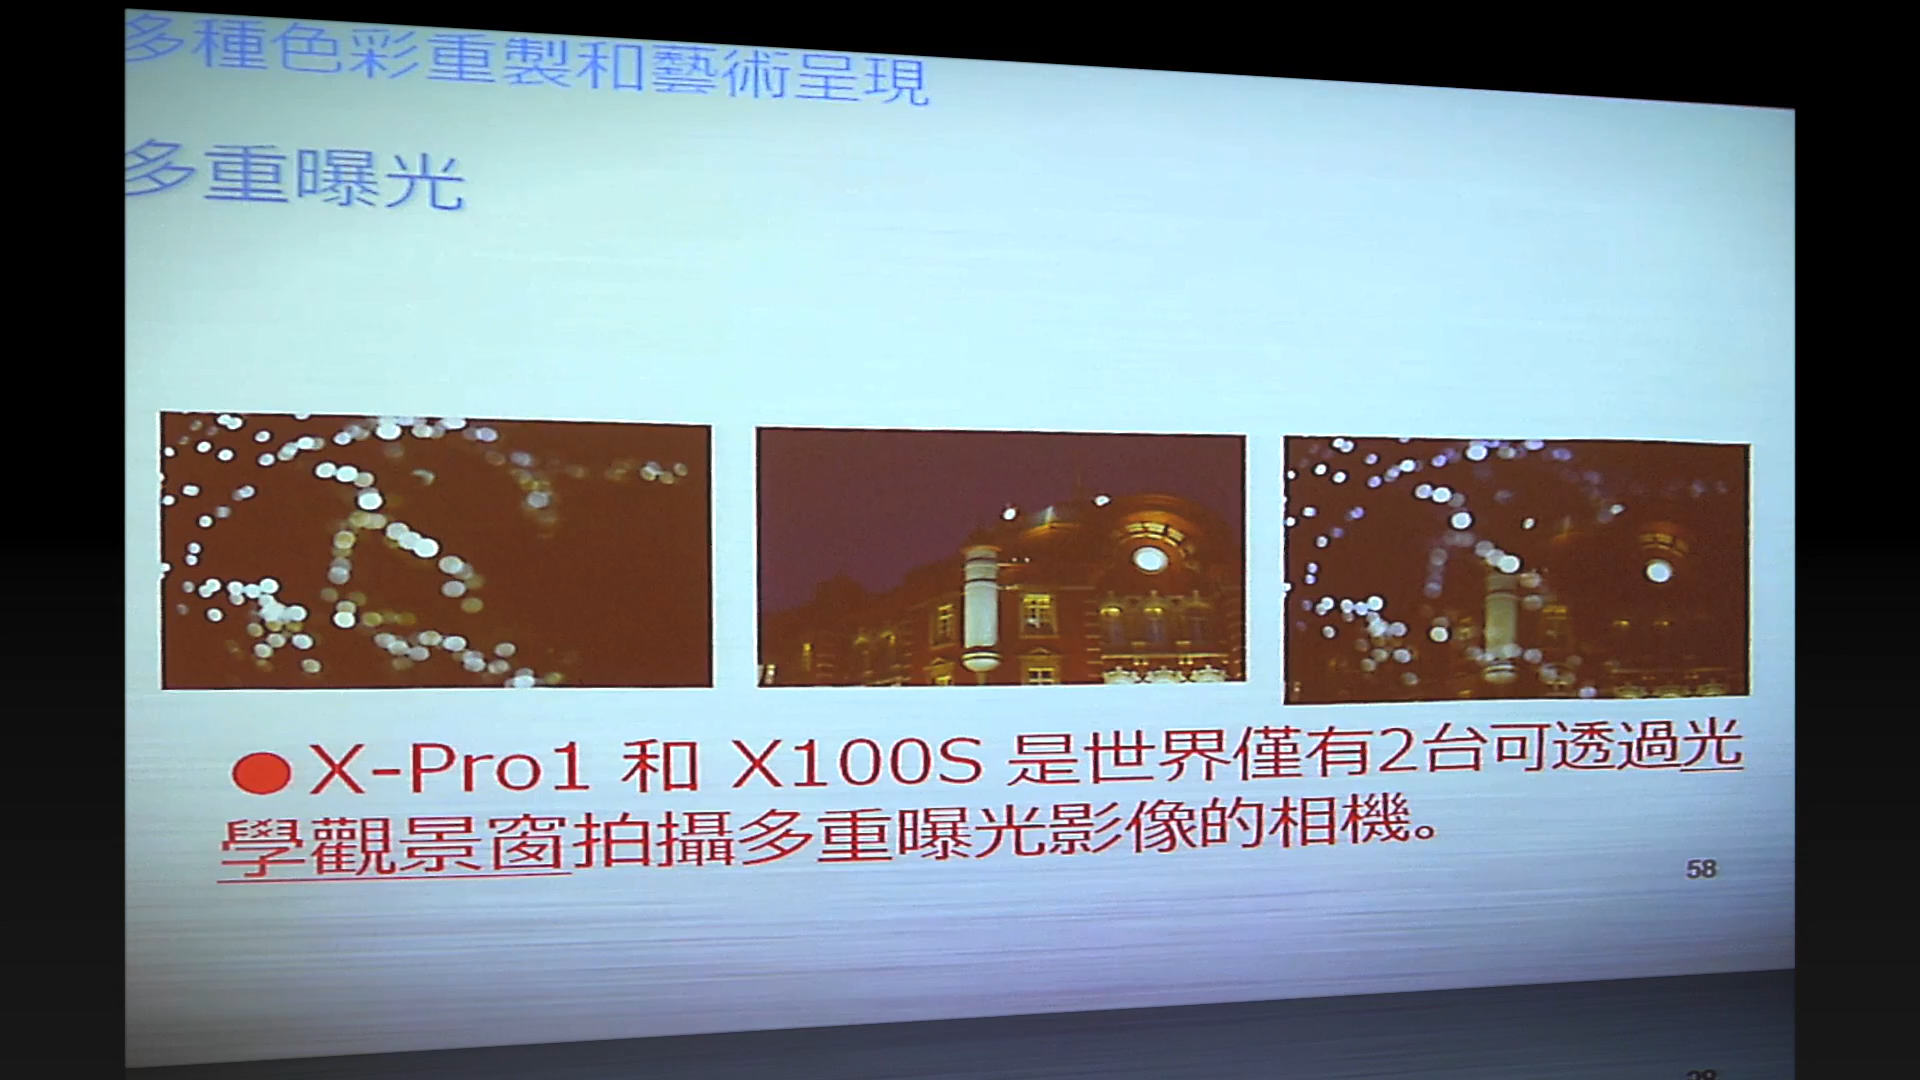 多種色彩重製和藝術呈現
多重曝光
●X-Pro1 和 X100S 是世界僅有2台可透過光
學觀景窗拍攝多重曝光影像的相機。
58